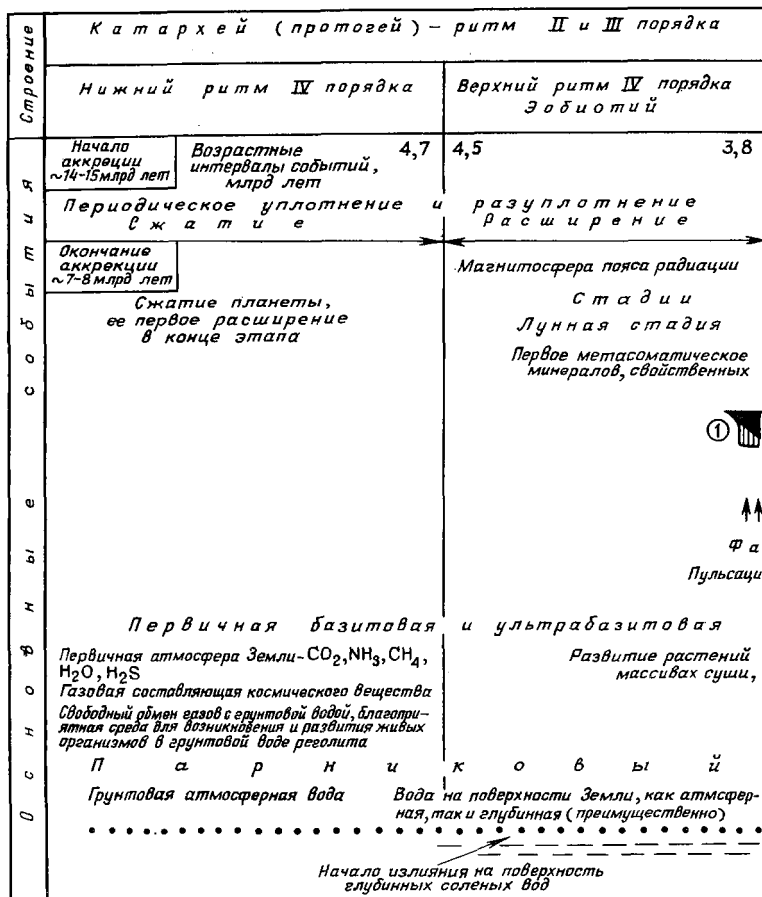 Строение
Катархей (протогей) – ритм II и III порядка
Нижний ритм IV порядка
Верхний ритм IV порядка
Эобиотий
Основные события
Начало
аккреции
~14-15 млрд лет
Возрастные
интервалы событий,
млрд лет
4,7
4,5
3,8
Периодическое уплотнение и разуплотнение
Сжатие
Расширение
Окончание
аккрекции
~7-8 млрд лет
Сжатие планеты,
ее первое расширение
в конце этапа
Магнитосфера пояса радиации
Стадии
Лунная стадия
Первое метасоматическое
минералов, свойственных
1
Фа
Пульсаци
Первичная базитовая и ультрабазитовая
Первичная атмосфера Земли-CO₂, NH₃, CH₄,
H₂O, H₂S
Газовая составляющая космического вещества
Свободный обмен газов с грунтовой водой, благопри-
ятная среда для возникновения и развития живых
организмов в грунтовой воде реголита
Развитие растений
массивах суши,
Парниковый
Грунтовая атмосферная вода
Вода на поверхности Земли, как атмсфер-
ная, так и глубинная (преимущественно)
Начало излияния на поверхность
глубинных соленых вод